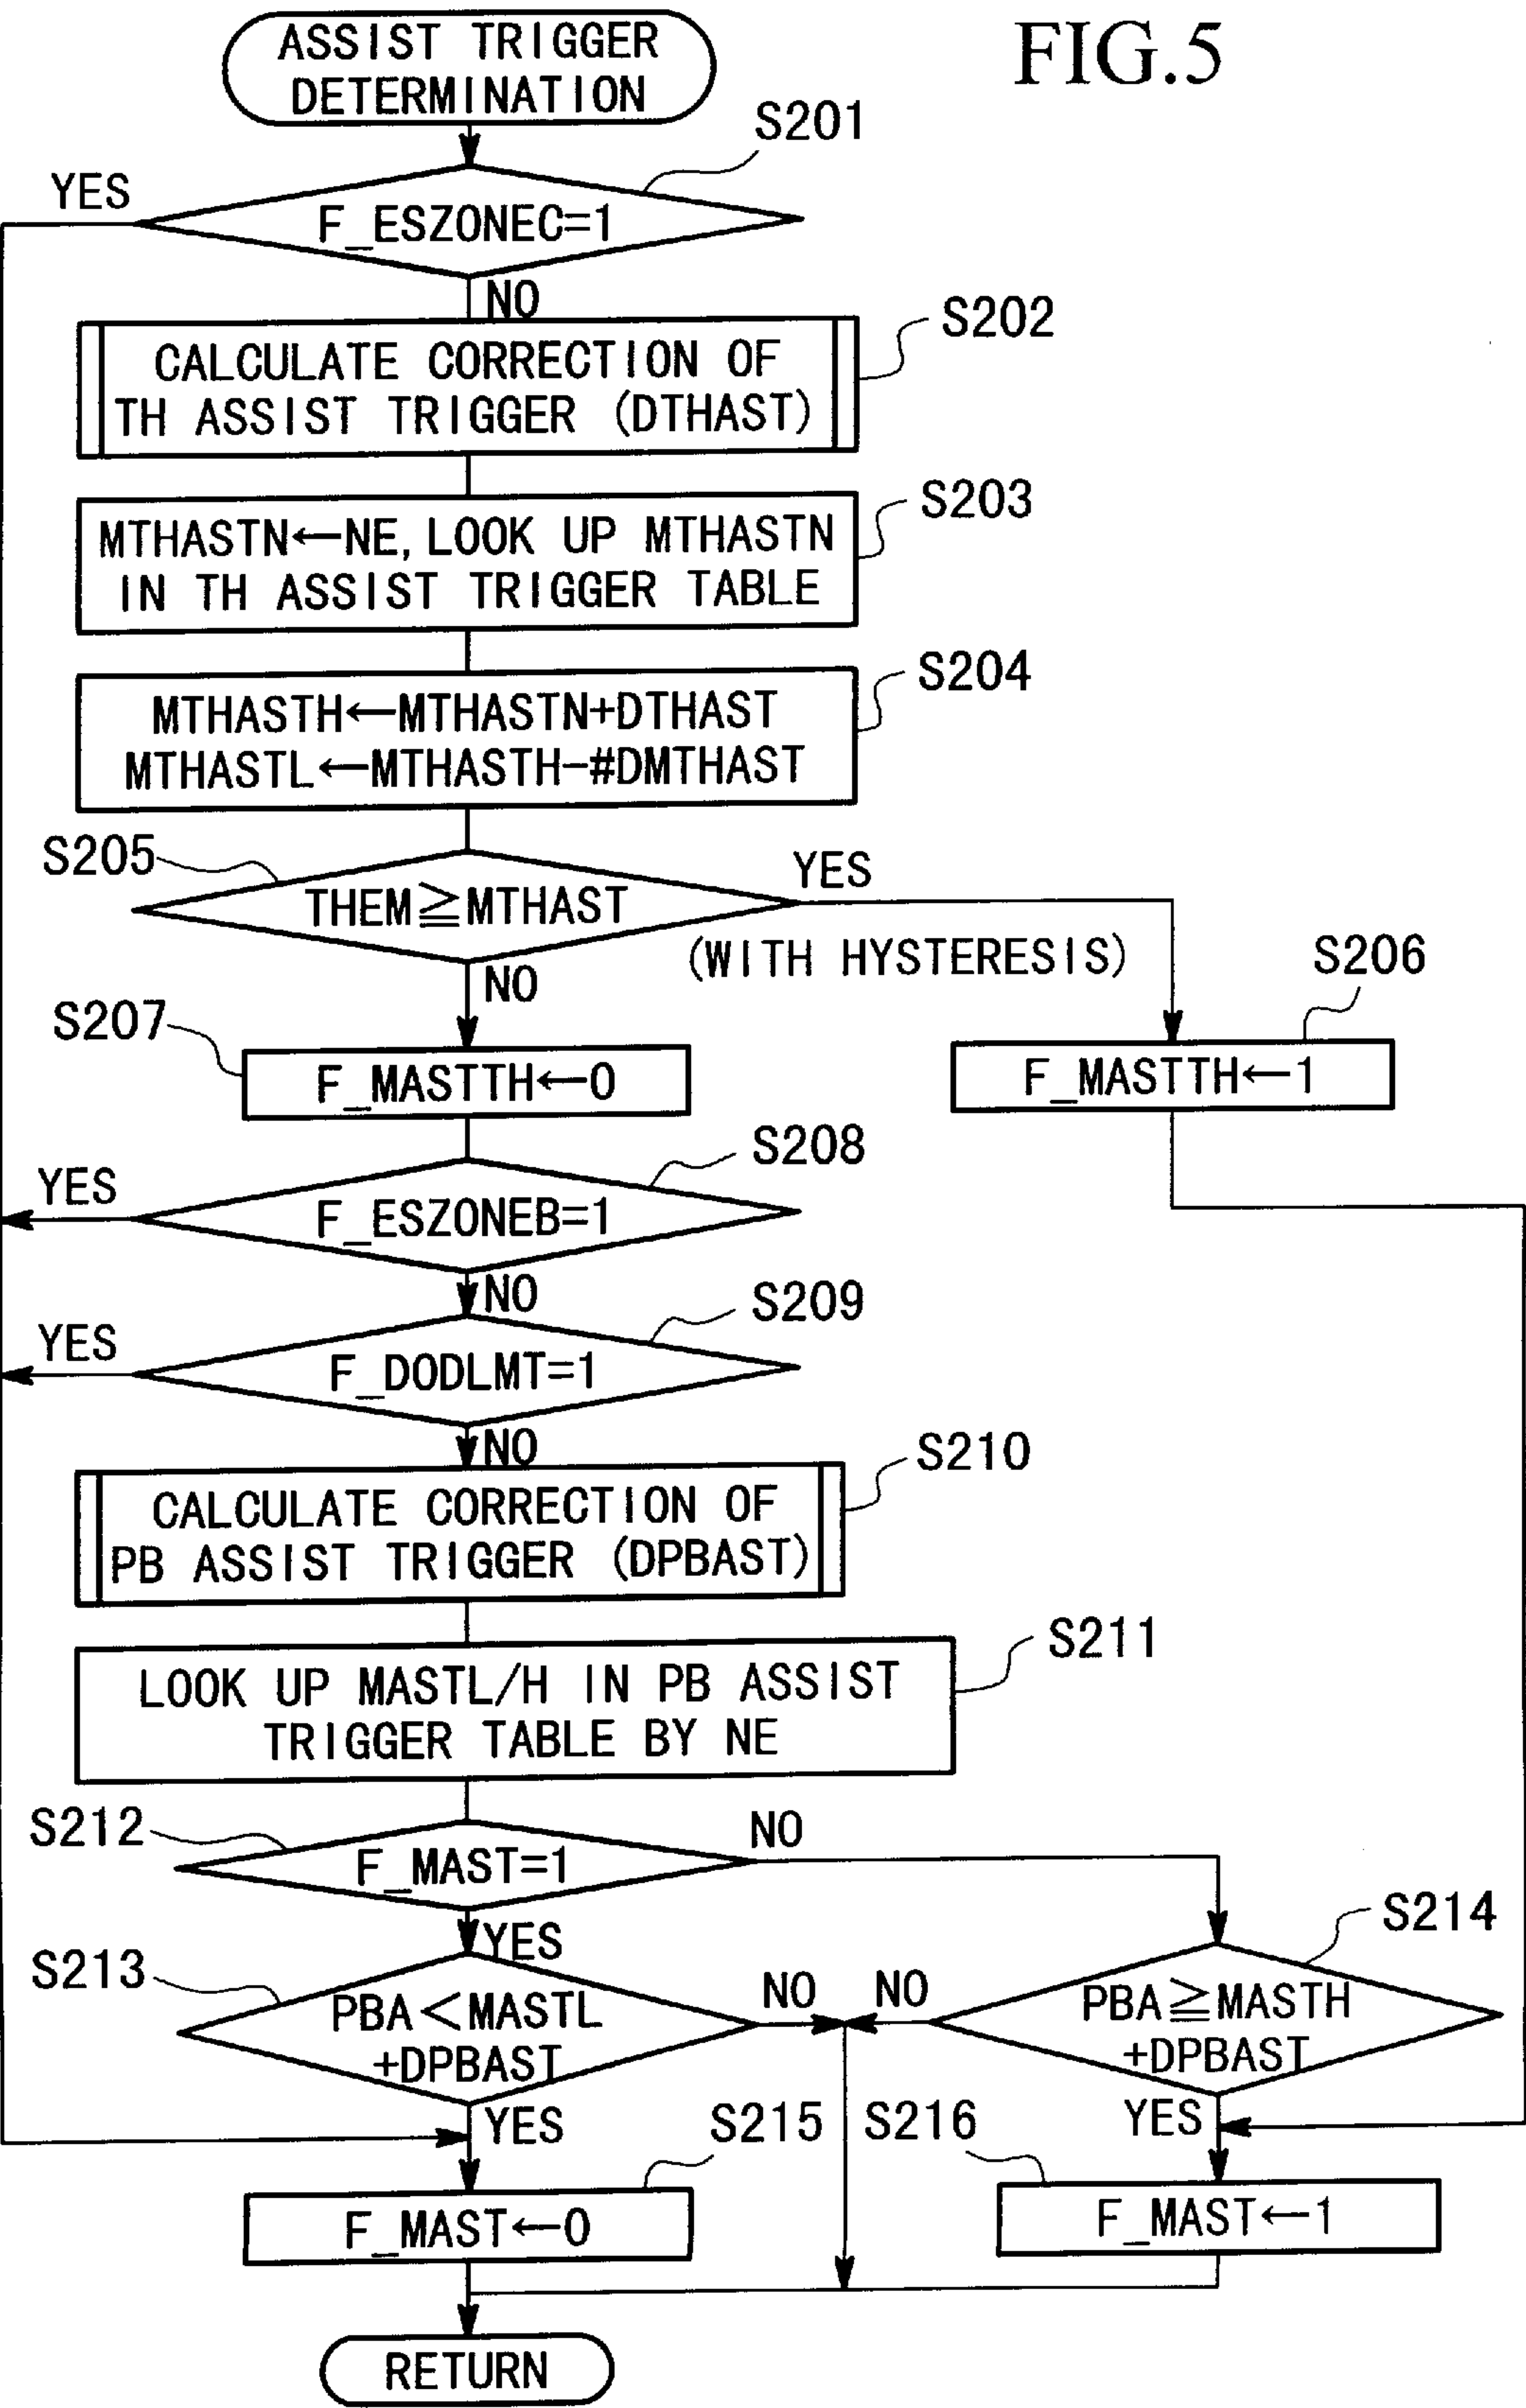 FIG.5
ASSIST TRIGGER
DETERMINATION
S201
YES
F_ESZONEC=1
NO
S202
CALCULATE CORRECTION OF
TH ASSIST TRIGGER (DTHAST)
S203
MTHASTN←NE, LOOK UP MTHASTN
IN TH ASSIST TRIGGER TABLE
S204
MTHASTH←MTHASTN+DTHAST
MTHASTL←MTHASTH-#DMTHAST
S205
THEM≧MTHAST
YES
(WITH HYSTERESIS)
NO
S206
S207
F_MASTTH←0
F_MASTTH←1
S208
YES
F_ESZONEB=1
NO
S209
YES
F_DODLMT=1
NO
S210
CALCULATE CORRECTION OF
PB ASSIST TRIGGER (DPBAST)
S211
LOOK UP MASTL/H IN PB ASSIST
TRIGGER TABLE BY NE
S212
F_MAST=1
NO
YES
S213
S214
PBA<MASTL
+DPBAST
NO
NO
PBA≧MASTH
+DPBAST
YES
YES
S215
S216
F_MAST←0
F_MAST←1
RETURN